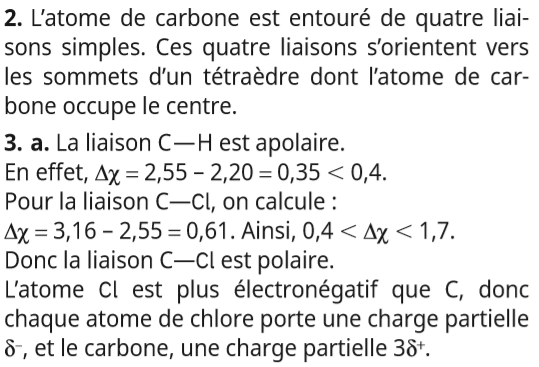 2. L’atome de carbone est entouré de quatre liai-
sons simples. Ces quatre liaisons s’orientent vers
les sommets d’un tétraèdre dont l’atome de car-
bone occupe le centre.
3. a. La liaison C—H est apolaire.
En effet, Δχ = 2,55 – 2,20 = 0,35 < 0,4.
Pour la liaison C—Cl, on calcule :
Δχ = 3,16 – 2,55 = 0,61. Ainsi, 0,4 < Δχ < 1,7.
Donc la liaison C—Cl est polaire.
L’atome Cl est plus électronégatif que C, donc
chaque atome de chlore porte une charge partielle
δ⁻, et le carbone, une charge partielle 3δ⁺.